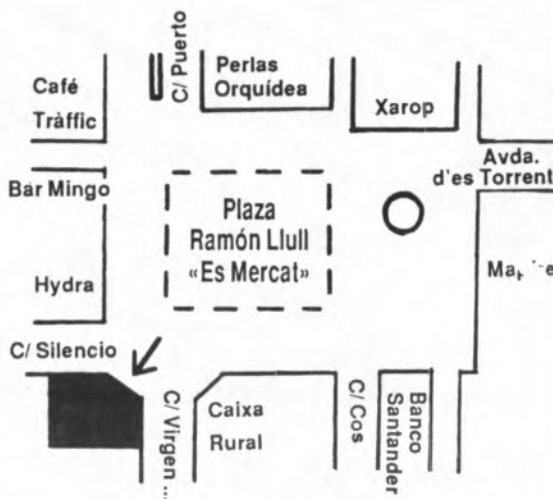 C/ Puerto
Perlas
Orquídea
Café
Tràffic
Xarop
Avda.
d'es Torrent
Bar Mingo
Plaza
Ramón Llull
«Es Mercat»
Hydra
C/ Silencio
C/ Virgen ...
Caixa
Rural
C/ Cos
Banco
Santander